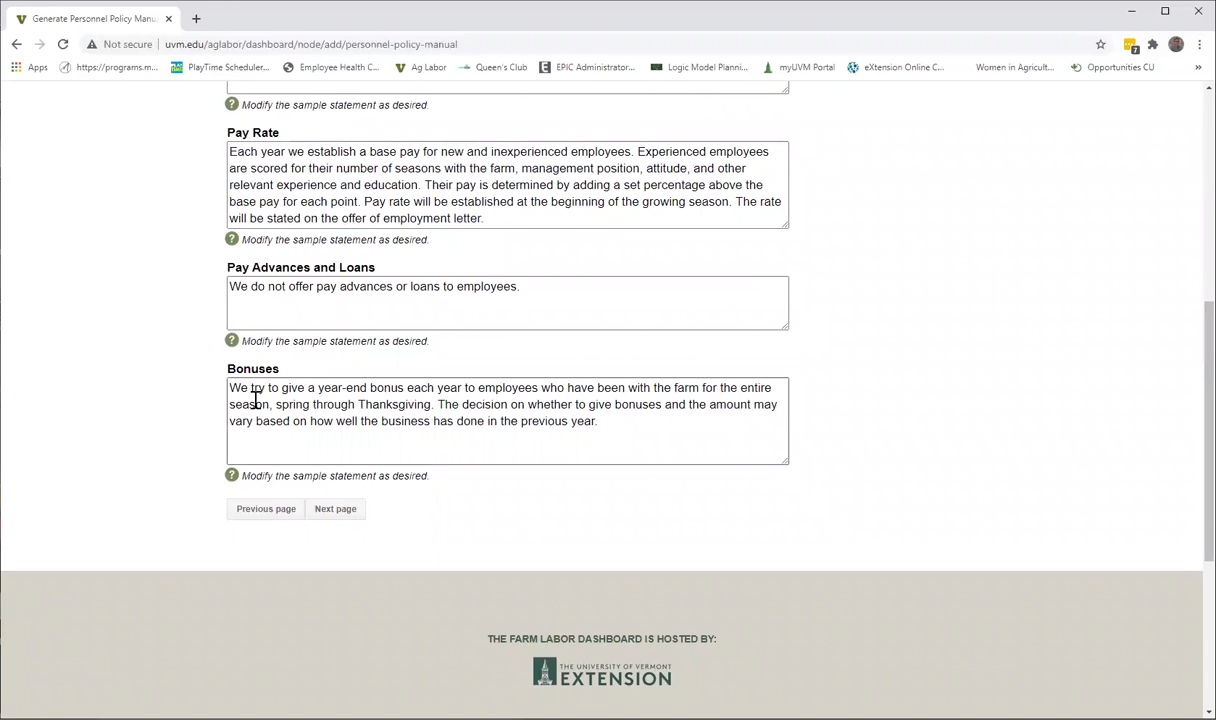 Generate Personnel Policy Manu
Not secure
uvm.edu/aglabor/dashboard/node/add/personnel-policy-manual
7
Apps
https://programs.m...
PlayTime Scheduler...
Employee Health C...
Ag Labor
Queen's Club
EPIC Administrator...
Logic Model Planni...
myUVM Portal
eXtension Online C...
Women in Agricult...
Opportunities CU
»
? Modify the sample statement as desired.
Pay Rate
Each year we establish a base pay for new and inexperienced employees. Experienced employees
are scored for their number of seasons with the farm, management position, attitude, and other
relevant experience and education. Their pay is determined by adding a set percentage above the
base pay for each point. Pay rate will be established at the beginning of the growing season. The rate
will be stated on the offer of employment letter.
? Modify the sample statement as desired.
Pay Advances and Loans
We do not offer pay advances or loans to employees.
? Modify the sample statement as desired.
Bonuses
We try to give a year-end bonus each year to employees who have been with the farm for the entire
season, spring through Thanksgiving. The decision on whether to give bonuses and the amount may
vary based on how well the business has done in the previous year.
? Modify the sample statement as desired.
Previous page
Next page
THE FARM LABOR DASHBOARD IS HOSTED BY:
THE UNIVERSITY OF VERMONT
EXTENSION